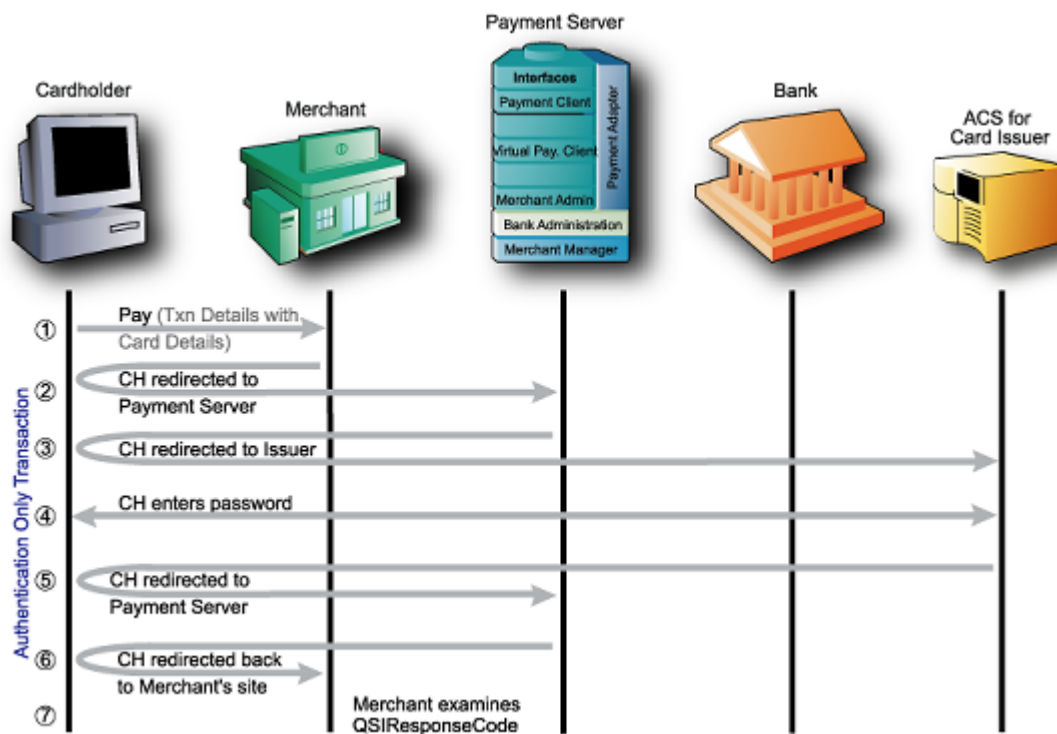 Payment Server
Cardholder
Merchant
Bank
ACS for
Card Issuer
Interfaces
Payment Client
Virtual Pay. Client
Merchant Admin
Payment Adapter
Bank Administration
Merchant Manager
Authentication Only Transaction
① Pay (Txn Details with
Card Details)
② CH redirected to
Payment Server
③ CH redirected to Issuer
④ CH enters password
⑤ CH redirected to
Payment Server
⑥ CH redirected back
to Merchant's site
⑦ Merchant examines
QSIResponseCode